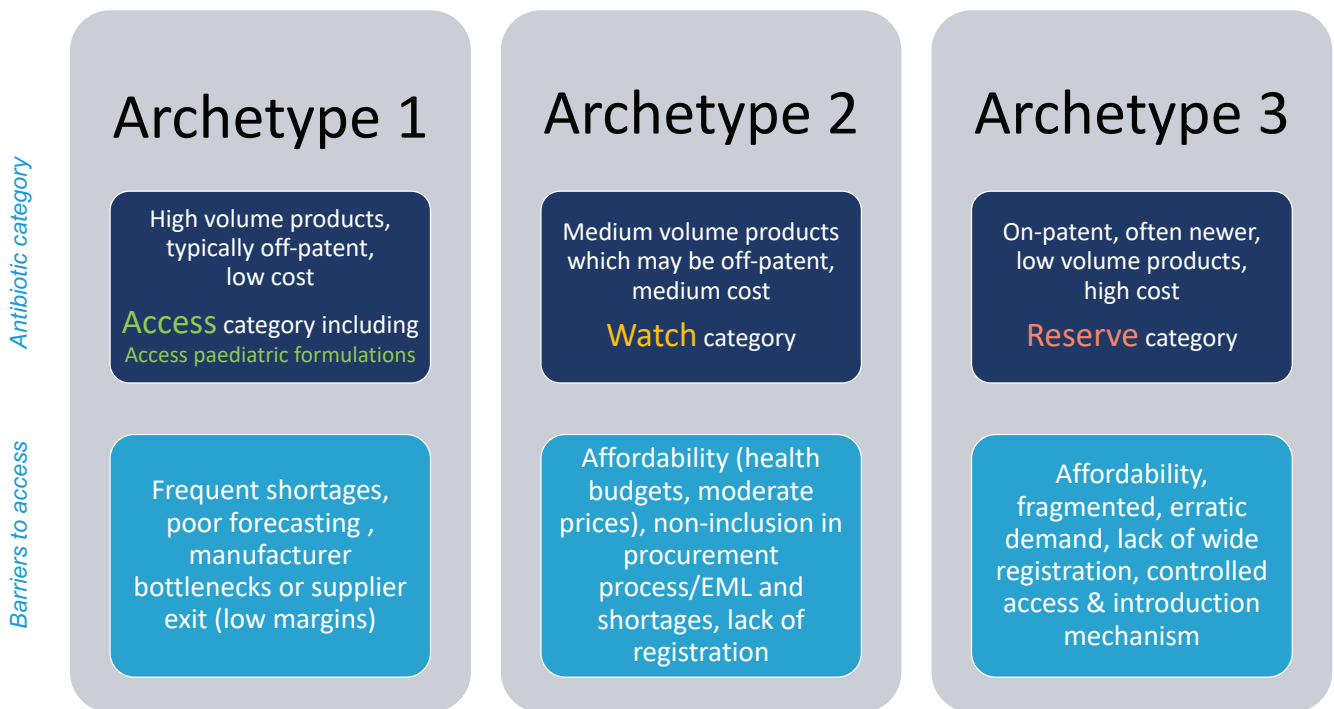 Archetype 1
Archetype 2
Archetype 3
Antibiotic category
High volume products,
typically off-patent,
low cost
Access category including
Access paediatric formulations
Medium volume products
which may be off-patent,
medium cost
Watch category
On-patent, often newer,
low volume products,
high cost
Reserve category
Barriers to access
Frequent shortages,
poor forecasting ,
manufacturer
bottlenecks or supplier
exit (low margins)
Affordability (health
budgets, moderate
prices), non-inclusion in
procurement
process/EML and
shortages, lack of
registration
Affordability,
fragmented, erratic
demand, lack of wide
registration, controlled
access & introduction
mechanism